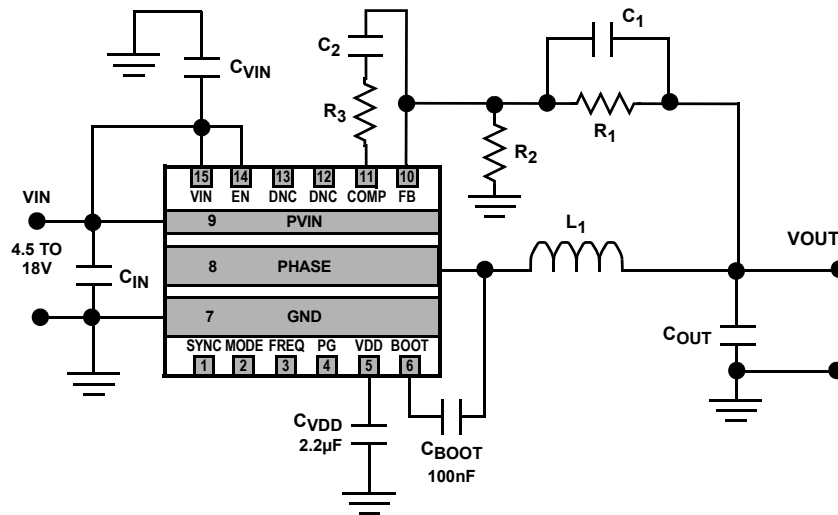 C1
C2
CVIN
R3
R1
R2
15 14 13 12 11 10
VIN EN DNC DNC COMP FB
VIN
9 PVIN
L1
VOUT
4.5 TO
18V
8 PHASE
CIN
7 GND
COUT
SYNC MODE FREQ PG VDD BOOT
1 2 3 4 5 6
CVDD
2.2µF
CBOOT
100nF